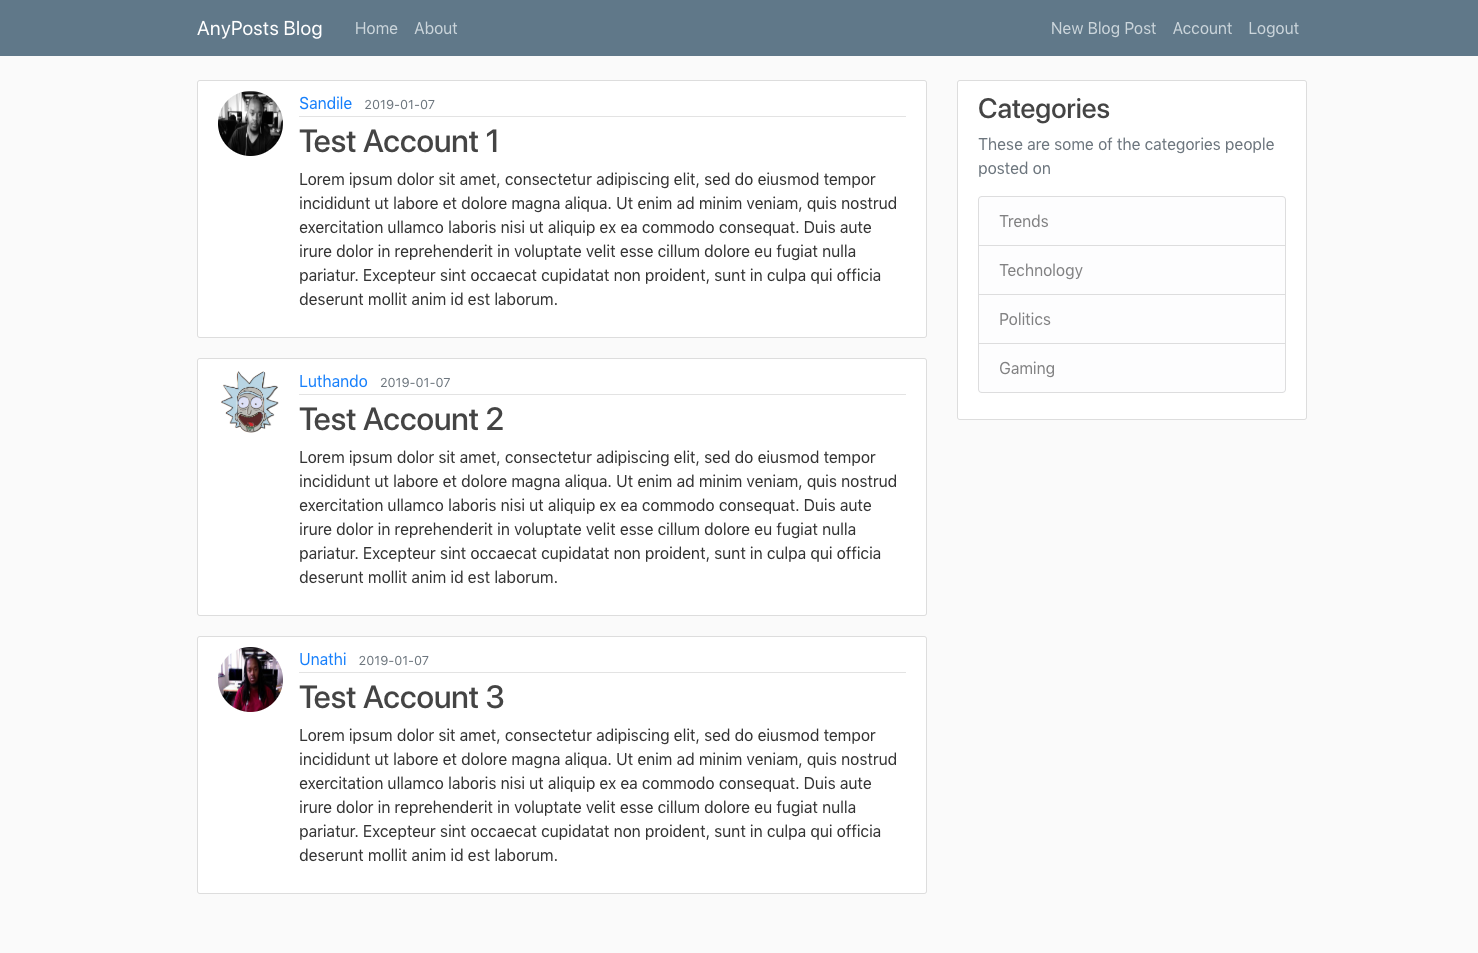 AnyPosts Blog Home About New Blog Post Account Logout
Sandile 2019-01-07
Test Account 1
Lorem ipsum dolor sit amet, consectetur adipiscing elit, sed do eiusmod tempor
incididunt ut labore et dolore magna aliqua. Ut enim ad minim veniam, quis nostrud
exercitation ullamco laboris nisi ut aliquip ex ea commodo consequat. Duis aute
irure dolor in reprehenderit in voluptate velit esse cillum dolore eu fugiat nulla
pariatur. Excepteur sint occaecat cupidatat non proident, sunt in culpa qui officia
deserunt mollit anim id est laborum.
Luthando 2019-01-07
Test Account 2
Lorem ipsum dolor sit amet, consectetur adipiscing elit, sed do eiusmod tempor
incididunt ut labore et dolore magna aliqua. Ut enim ad minim veniam, quis nostrud
exercitation ullamco laboris nisi ut aliquip ex ea commodo consequat. Duis aute
irure dolor in reprehenderit in voluptate velit esse cillum dolore eu fugiat nulla
pariatur. Excepteur sint occaecat cupidatat non proident, sunt in culpa qui officia
deserunt mollit anim id est laborum.
Unathi 2019-01-07
Test Account 3
Lorem ipsum dolor sit amet, consectetur adipiscing elit, sed do eiusmod tempor
incididunt ut labore et dolore magna aliqua. Ut enim ad minim veniam, quis nostrud
exercitation ullamco laboris nisi ut aliquip ex ea commodo consequat. Duis aute
irure dolor in reprehenderit in voluptate velit esse cillum dolore eu fugiat nulla
pariatur. Excepteur sint occaecat cupidatat non proident, sunt in culpa qui officia
deserunt mollit anim id est laborum.
Categories
These are some of the categories people
posted on
Trends
Technology
Politics
Gaming